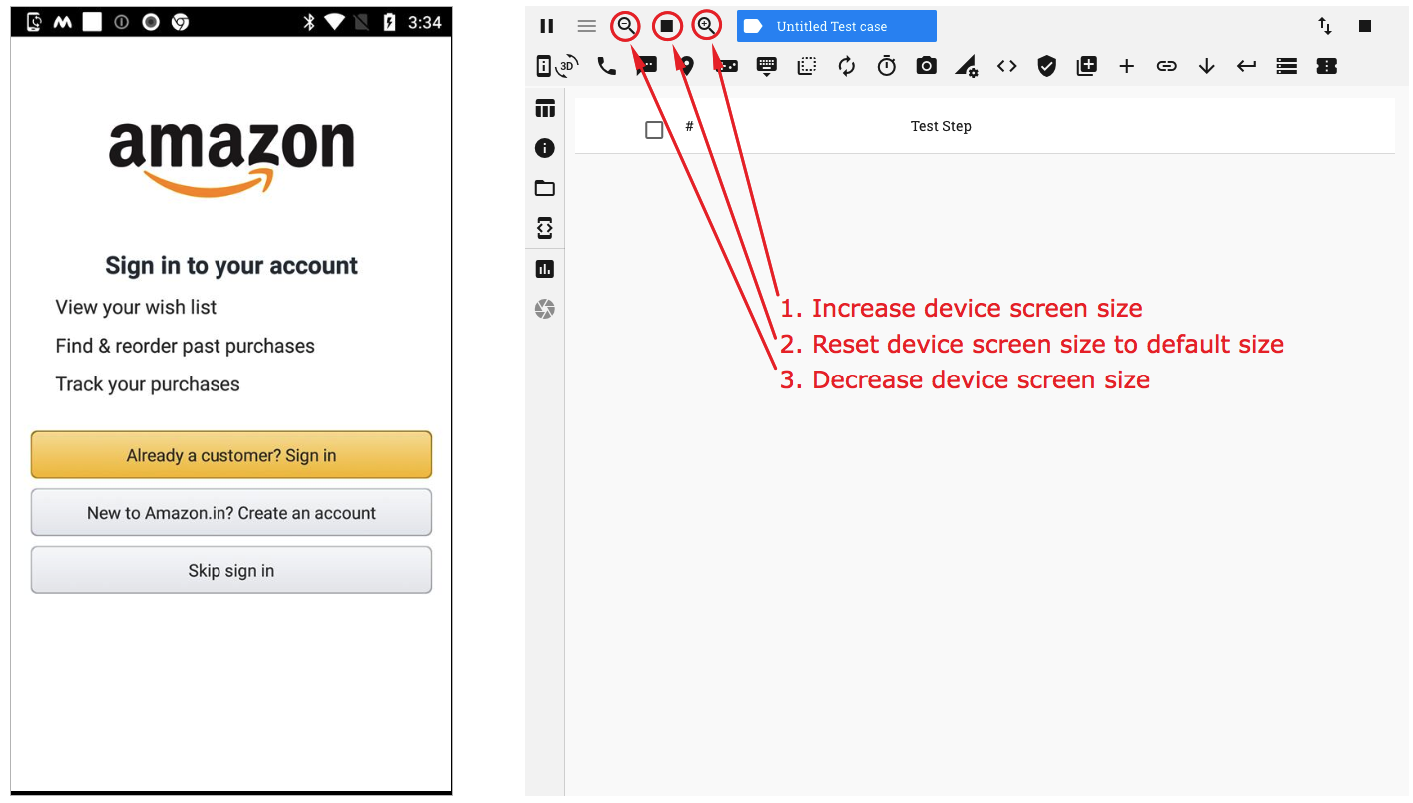 3:34
amazon
Sign in to your account
View your wish list
Find & reorder past purchases
Track your purchases
Already a customer? Sign in
New to Amazon.in? Create an account
Skip sign in
Untitled Test case
3D
# Test Step
1. Increase device screen size
2. Reset device screen size to default size
3. Decrease device screen size